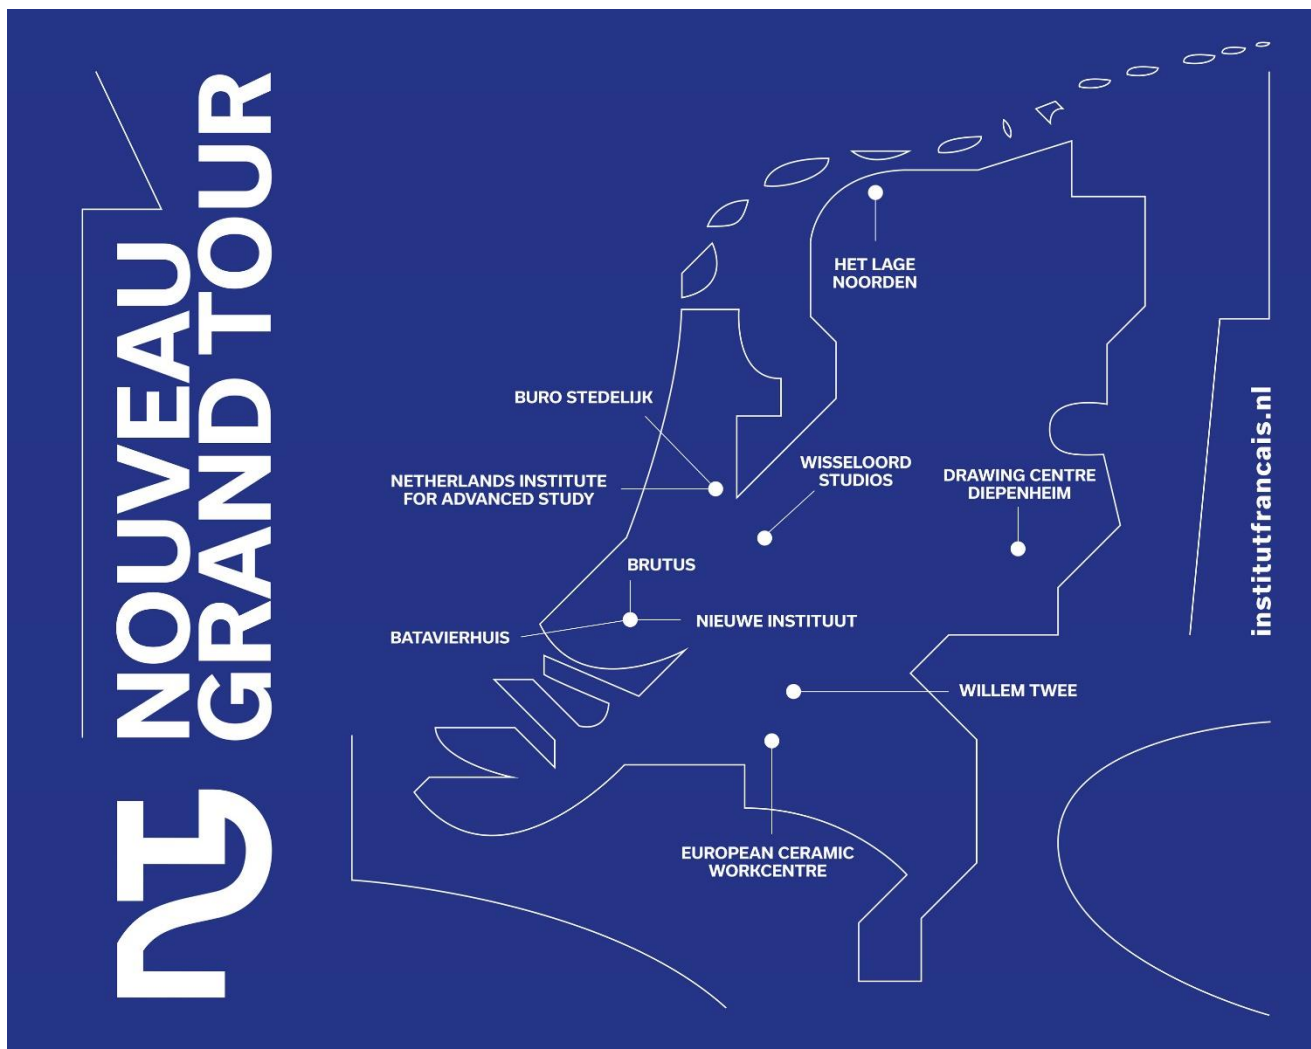 NOUVEAU
GRAND TOUR
HET LAGE
NOORDEN
BURO STEDELIJK
NETHERLANDS INSTITUTE
FOR ADVANCED STUDY
WISSELOORD
STUDIOS
DRAWING CENTRE
DIEPENHEIM
BRUTUS
NIEUWE INSTITUUT
BATAVIERHUIS
WILLEM TWEE
EUROPEAN CERAMIC
WORKCENTRE
institutfrancais.nl